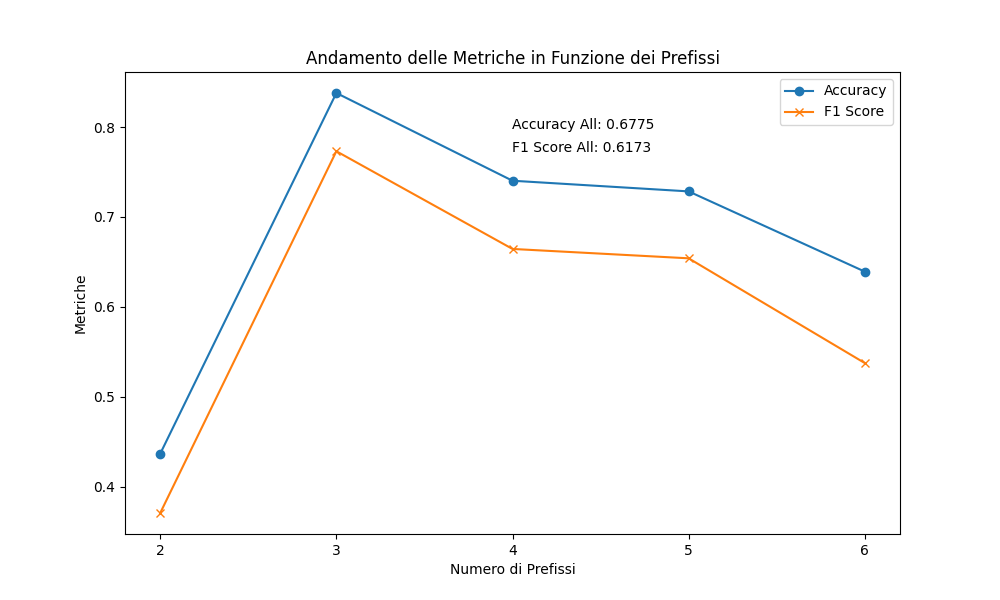 Andamento delle Metriche in Funzione dei Prefissi
Accuracy
F1 Score
Accuracy All: 0.6775
F1 Score All: 0.6173
Metriche
0.8
0.7
0.6
0.5
0.4
2 3 4 5 6
Numero di Prefissi